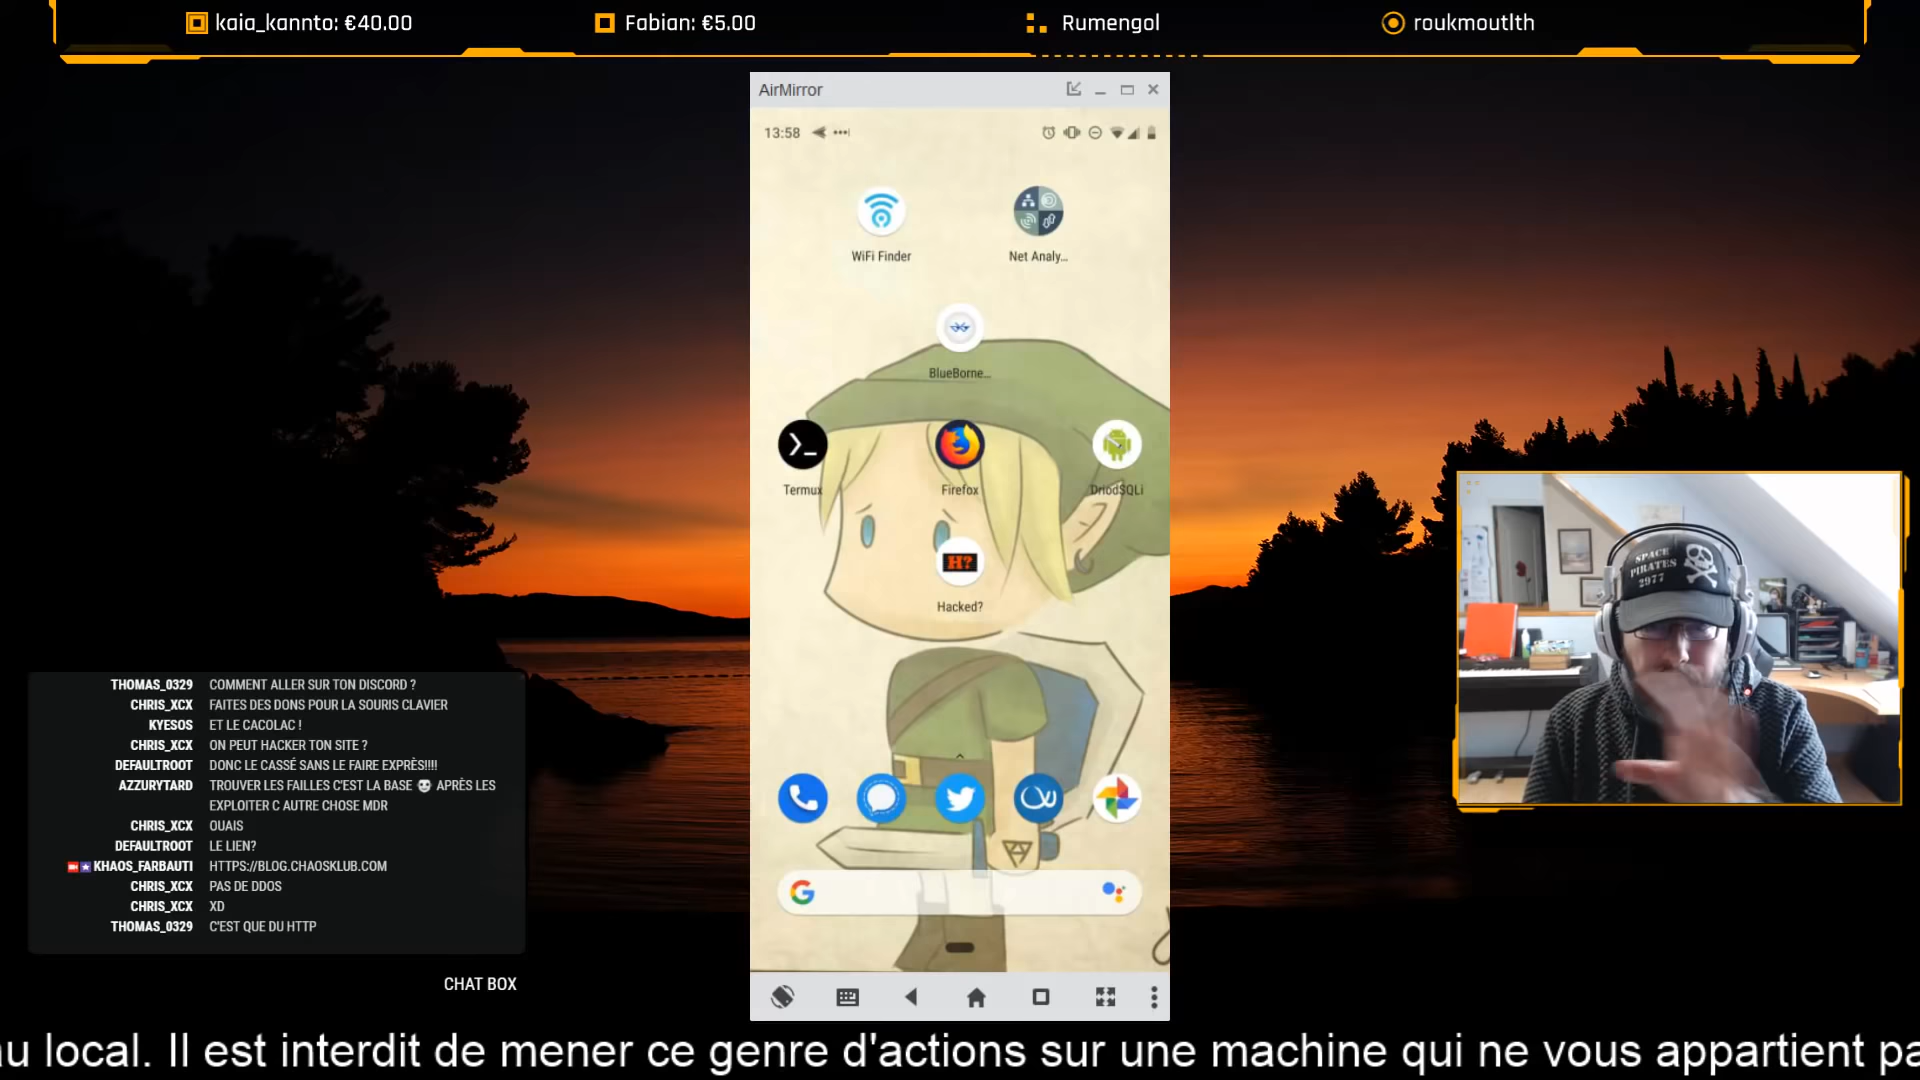 kaia_kannto: €40.00
Fabian: €5.00
Rumengol
roukmoutlth
AirMirror
13:58
WiFi Finder
Net Analy...
BlueBorne...
Termux
Firefox
DriodSQLi
H?
Hacked?
SPACE
PIRATES
2977
THOMAS_0329 COMMENT ALLER SUR TON DISCORD ?
CHRIS_XCX FAITES DES DONS POUR LA SOURIS CLAVIER
KYESOS ET LE CACOLAC !
CHRIS_XCX ON PEUT HACKER TON SITE ?
DEFAULTROOT DONC LE CASSÉ SANS LE FAIRE EXPRÈS!!!!
AZZURYTARD TROUVER LES FAILLES C'EST LA BASE APRÈS LES
EXPLOITER C AUTRE CHOSE MDR
CHRIS_XCX OUAIS
DEFAULTROOT LE LIEN?
KHAOS_FARBAUTI HTTPS://BLOG.CHAOSKLUB.COM
CHRIS_XCX PAS DE DDOS
CHRIS_XCX XD
THOMAS_0329 C'EST QUE DU HTTP
CHAT BOX
u local. Il est interdit de mener ce genre d'actions sur une machine qui ne vous appartient pa